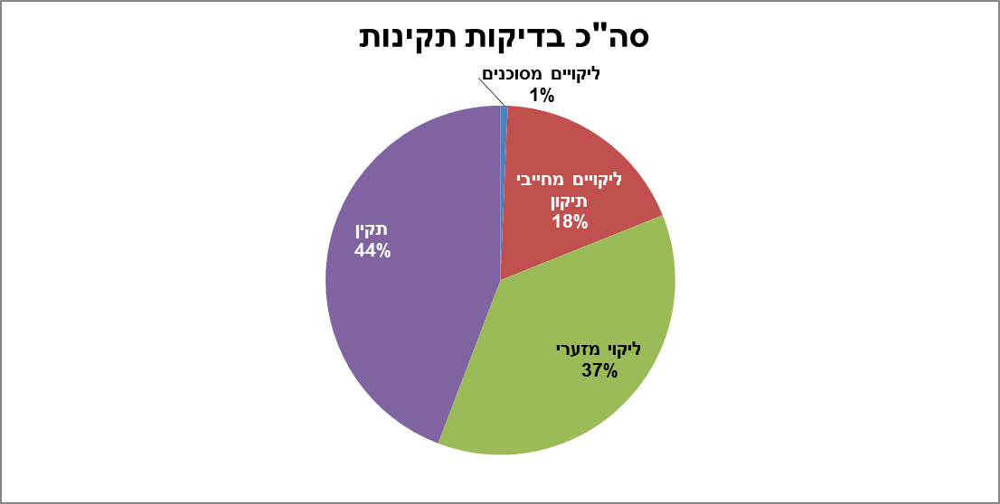 סה"כ בדיקות תקינות
ליקויים מסוכנים
1%
ליקויים מחייבי
תיקון
18%
תקין
44%
ליקוי מזערי
37%